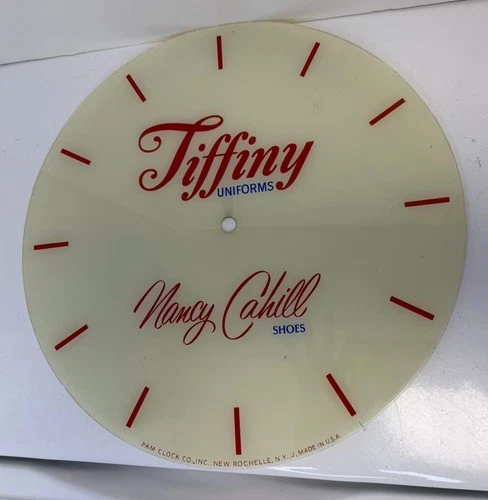 Tiffiny
UNIFORMS
Nancy Cahill
SHOES
PAM CLOCK CO., INC., NEW ROCHELLE, N.Y., MADE IN U.S.A.